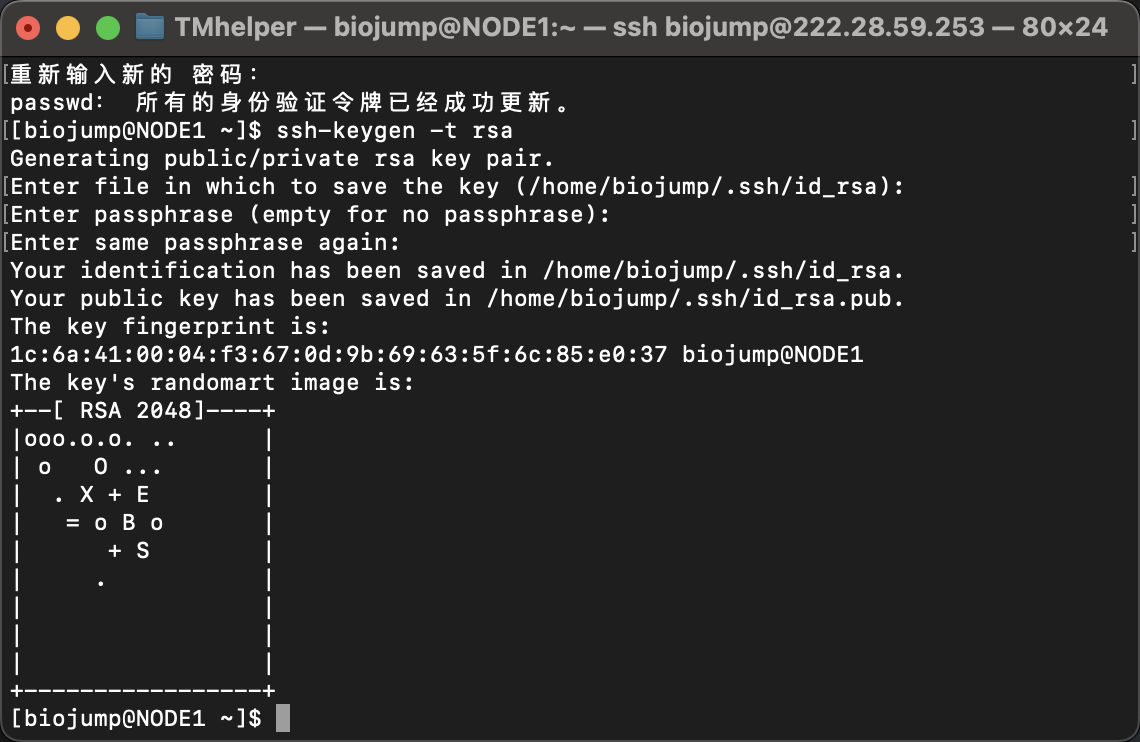 TMhelper — biojump@NODE1:~ — ssh biojump@222.28.59.253 — 80×24
[重新输入新的 密码： ]
passwd： 所有的身份验证令牌已经成功更新。
[[biojump@NODE1 ~]$ ssh-keygen -t rsa ]
Generating public/private rsa key pair.
[Enter file in which to save the key (/home/biojump/.ssh/id_rsa): ]
[Enter passphrase (empty for no passphrase): ]
[Enter same passphrase again: ]
Your identification has been saved in /home/biojump/.ssh/id_rsa.
Your public key has been saved in /home/biojump/.ssh/id_rsa.pub.
The key fingerprint is:
1c:6a:41:00:04:f3:67:0d:9b:69:63:5f:6c:85:e0:37 biojump@NODE1
The key's randomart image is:
+--[ RSA 2048]----+
|ooo.o.o. ..      |
| o   O ...       |
|  . X + E        |
|   = o B o       |
|      + S        |
|     .           |
|                 |
|                 |
|                 |
+-----------------+
[biojump@NODE1 ~]$